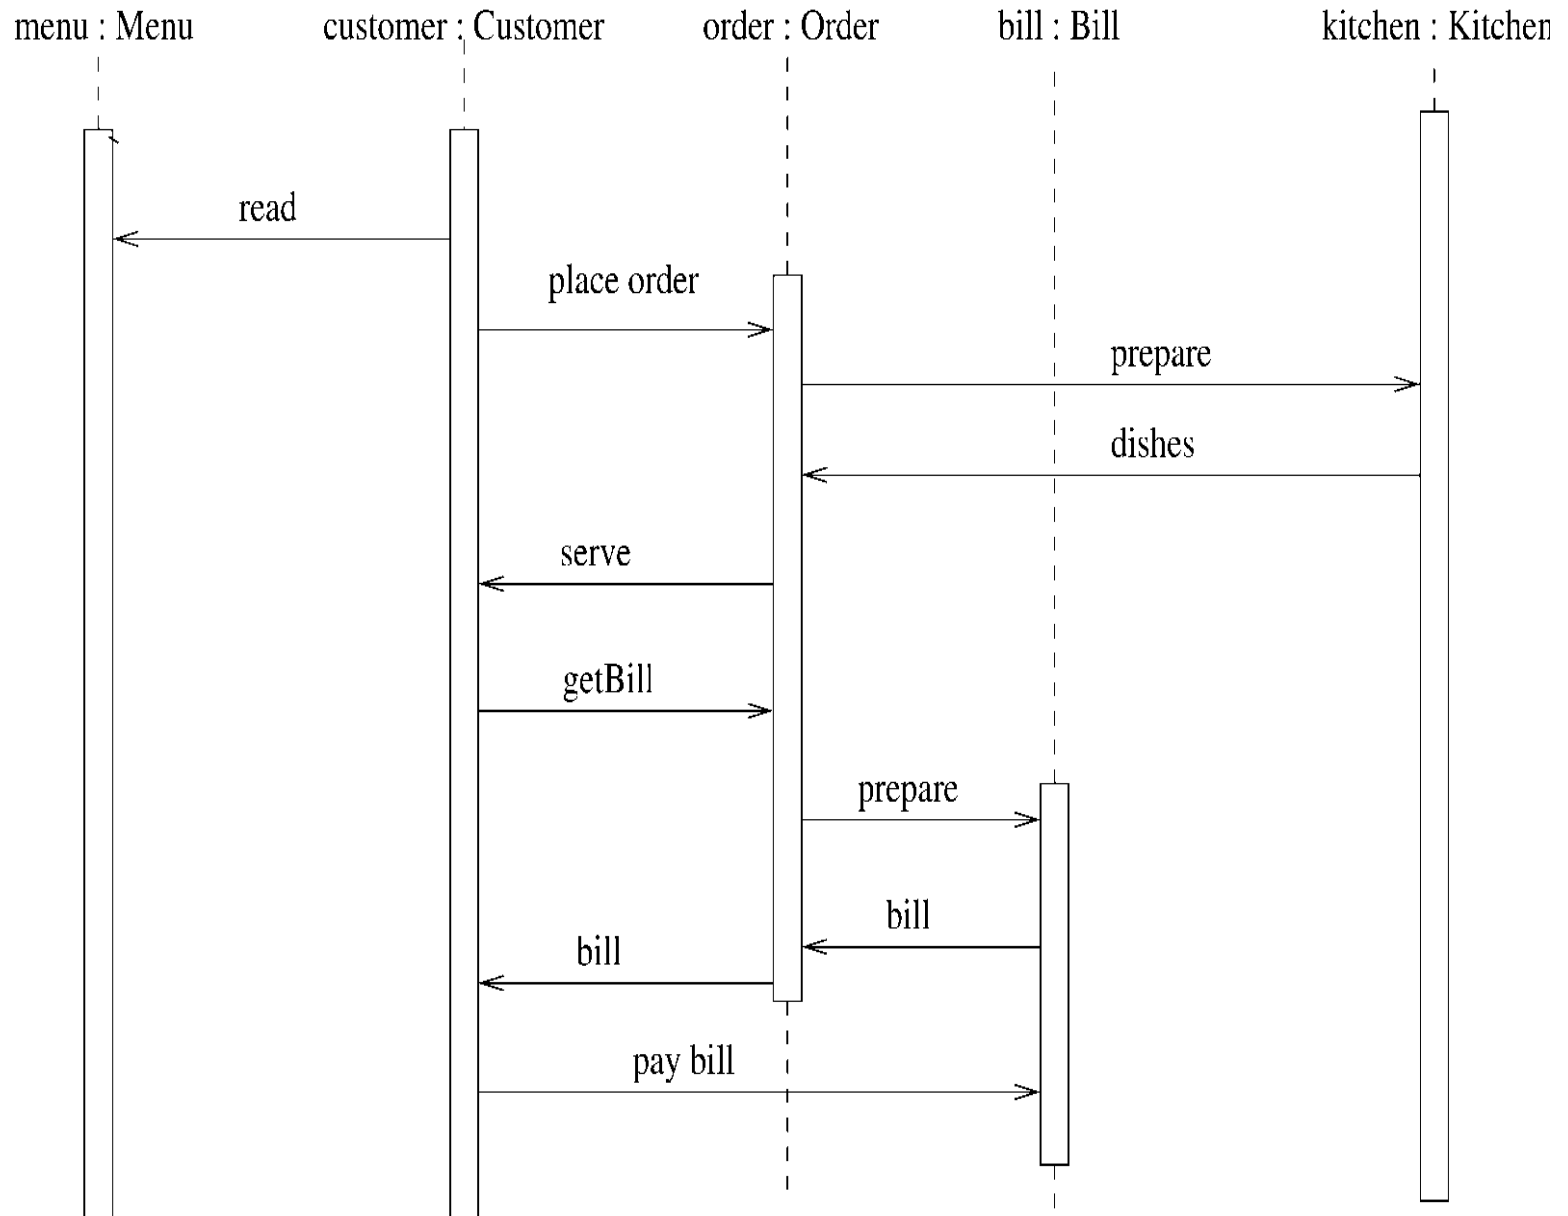 menu : Menu
customer : Customer
order : Order
bill : Bill
kitchen : Kitchen
read
place order
prepare
dishes
serve
getBill
prepare
bill
bill
pay bill